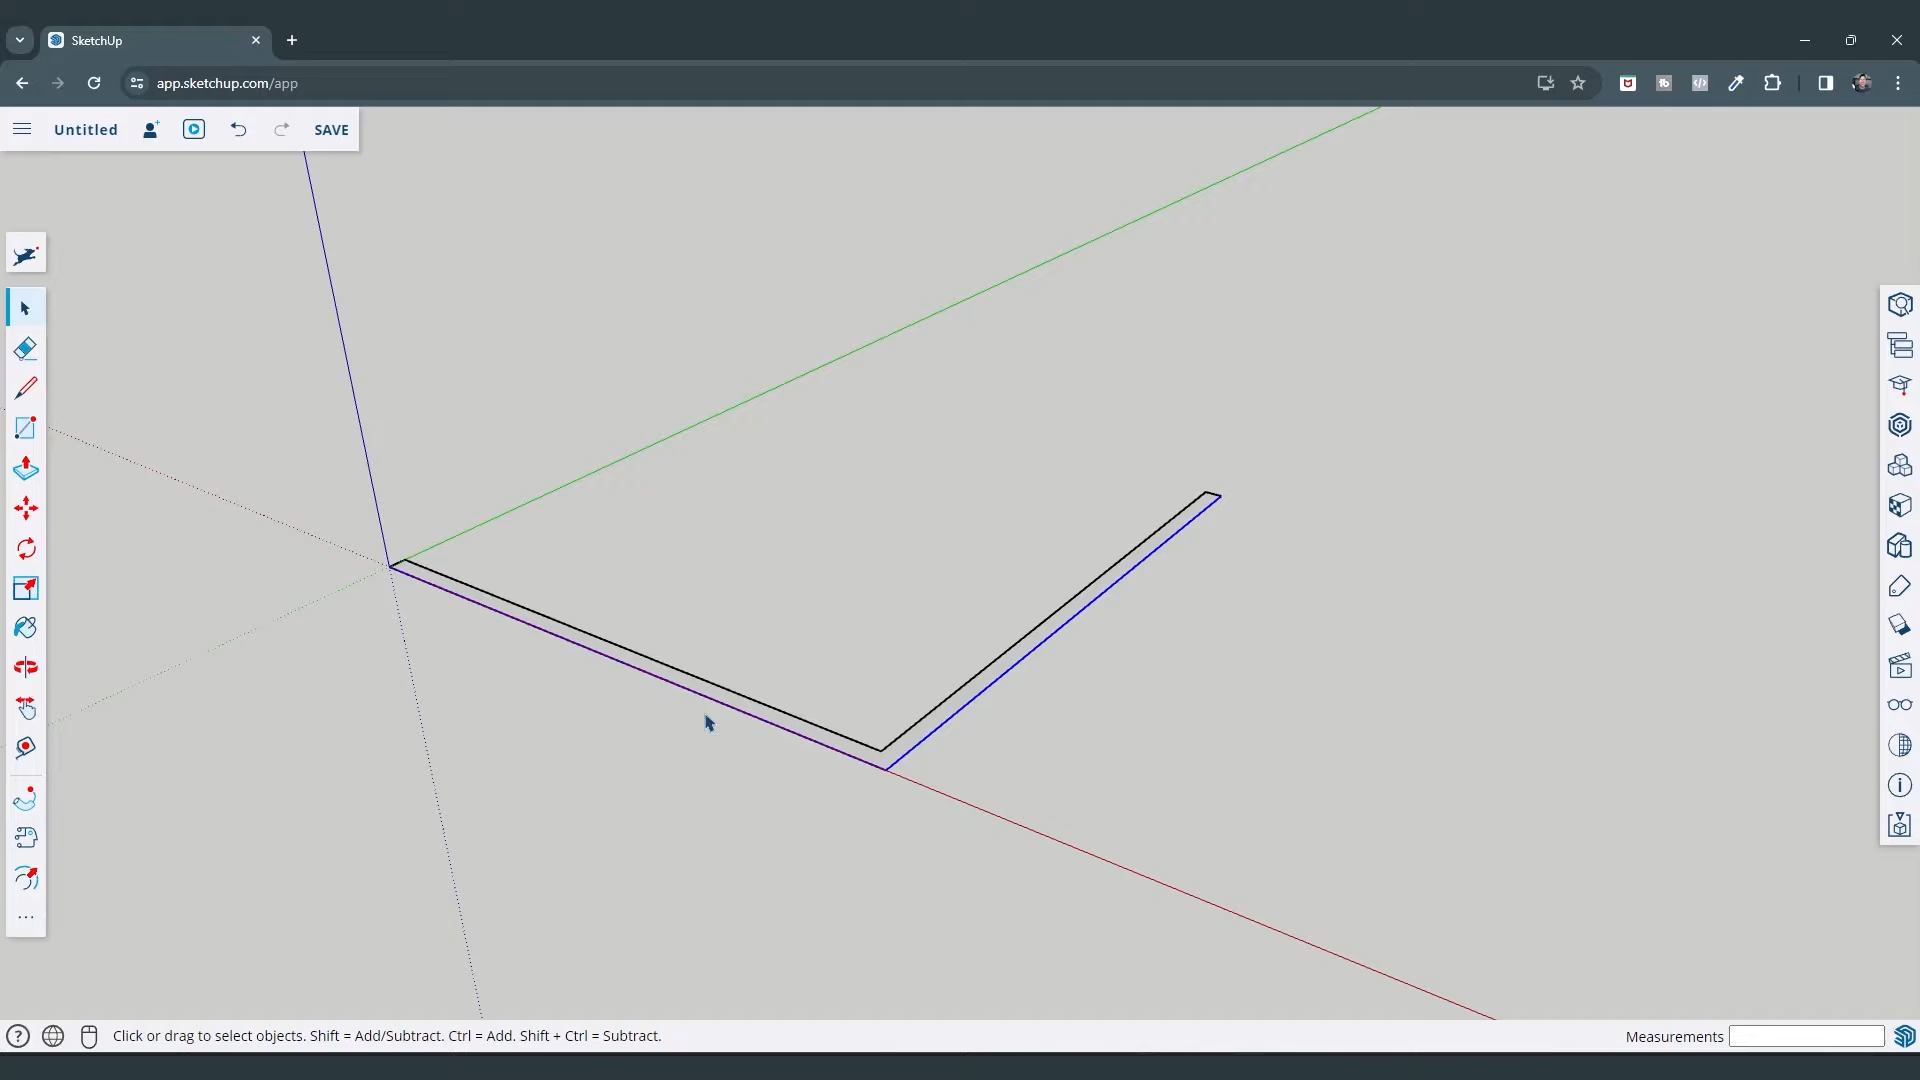 SketchUp
app.sketchup.com/app
Untitled
SAVE
Click or drag to select objects. Shift = Add/Subtract. Ctrl = Add. Shift + Ctrl = Subtract.
Measurements